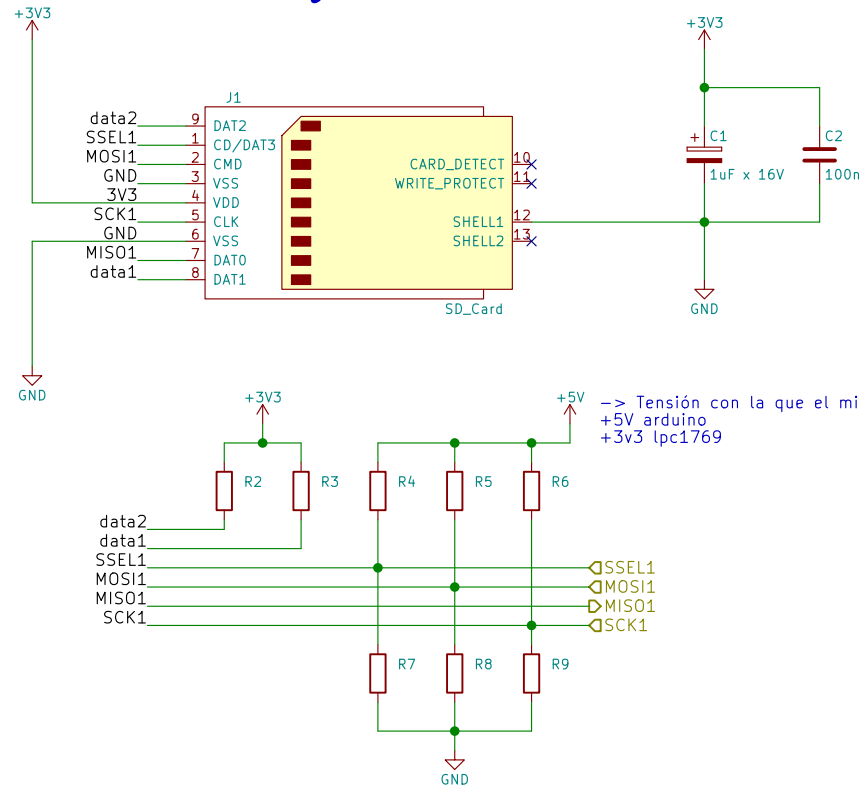 +3V3
+3V3
J1
data2 9 DAT2
SSEL1 1 CD/DAT3
MOSI1 2 CMD
GND 3 VSS
3V3 4 VDD
SCK1 5 CLK
GND 6 VSS
MISO1 7 DAT0
data1 8 DAT1
CARD_DETECT 10
WRITE_PROTECT 11
SHELL1 12
SHELL2 13
SD_Card
+ C1
1uF x 16V
C2
100n
GND
GND
+3V3
+5V
-> Tensión con la que el mi
+5V arduino
+3v3 lpc1769
R2 R3 R4 R5 R6
data2
data1
SSEL1 SSEL1
MOSI1 MOSI1
MISO1 MISO1
SCK1 SCK1
R7 R8 R9
GND